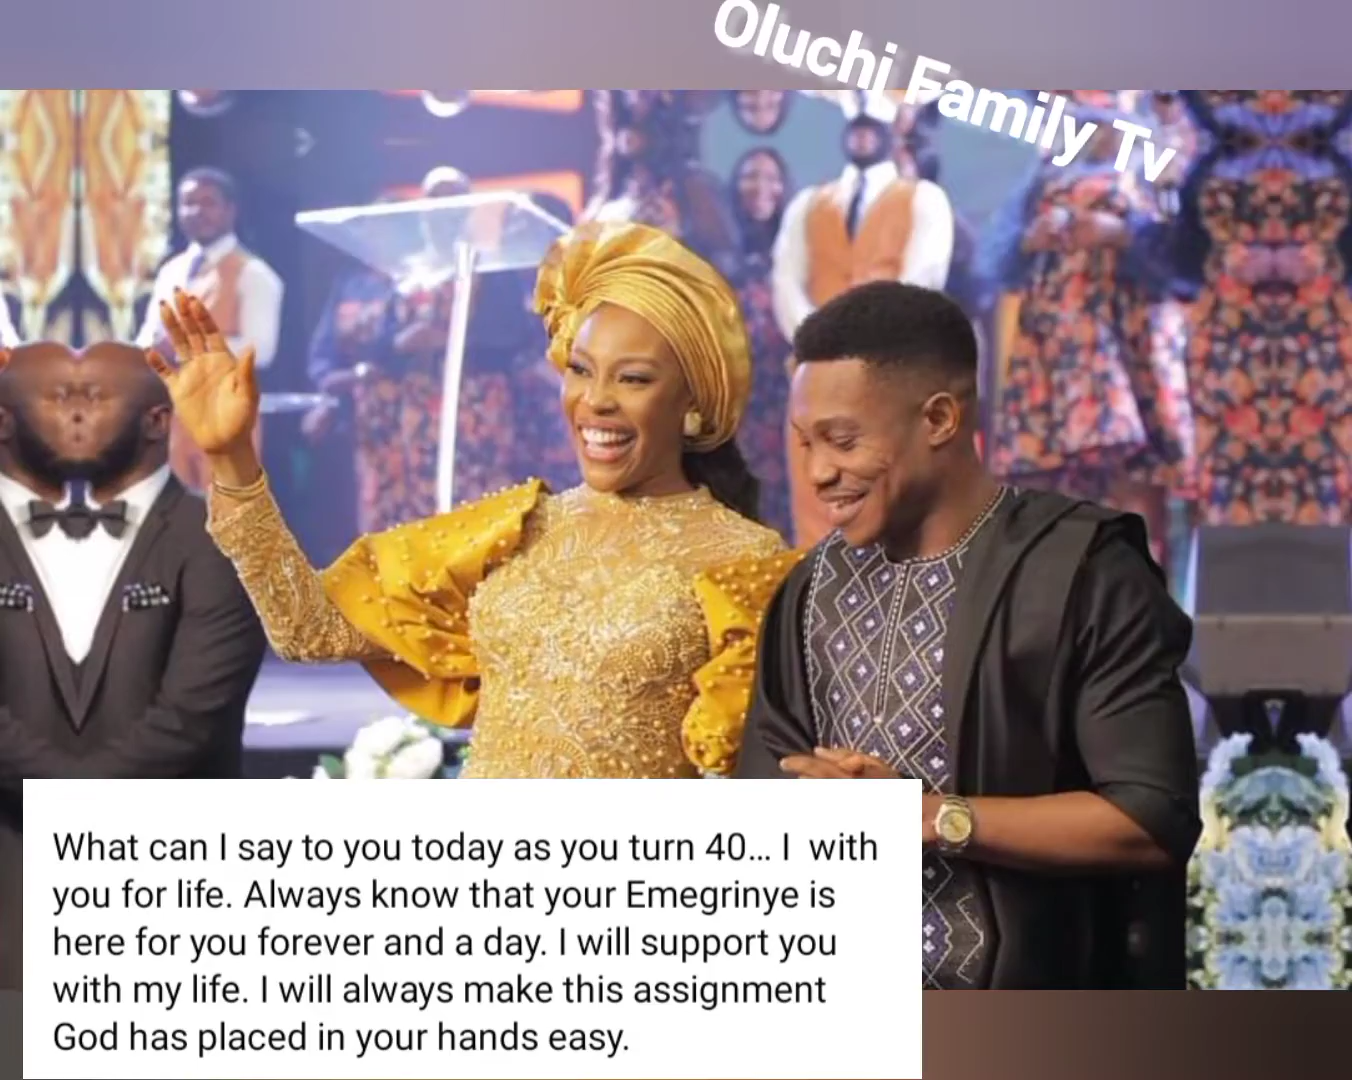 Oluchi Family Tv
What can I say to you today as you turn 40... I  with
you for life. Always know that your Emegrinye is
here for you forever and a day. I will support you
with my life. I will always make this assignment
God has placed in your hands easy.